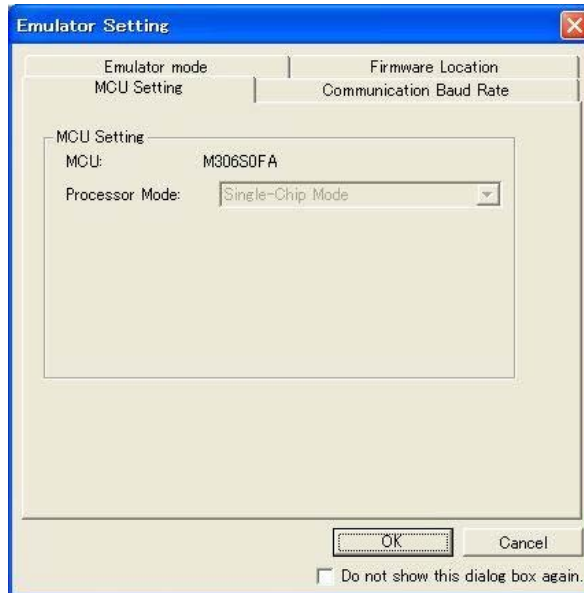 Emulator Setting
Emulator mode
Firmware Location
MCU Setting
Communication Baud Rate
MCU Setting
MCU: M306S0FA
Processor Mode: Single-Chip Mode
OK Cancel
Do not show this dialog box again.